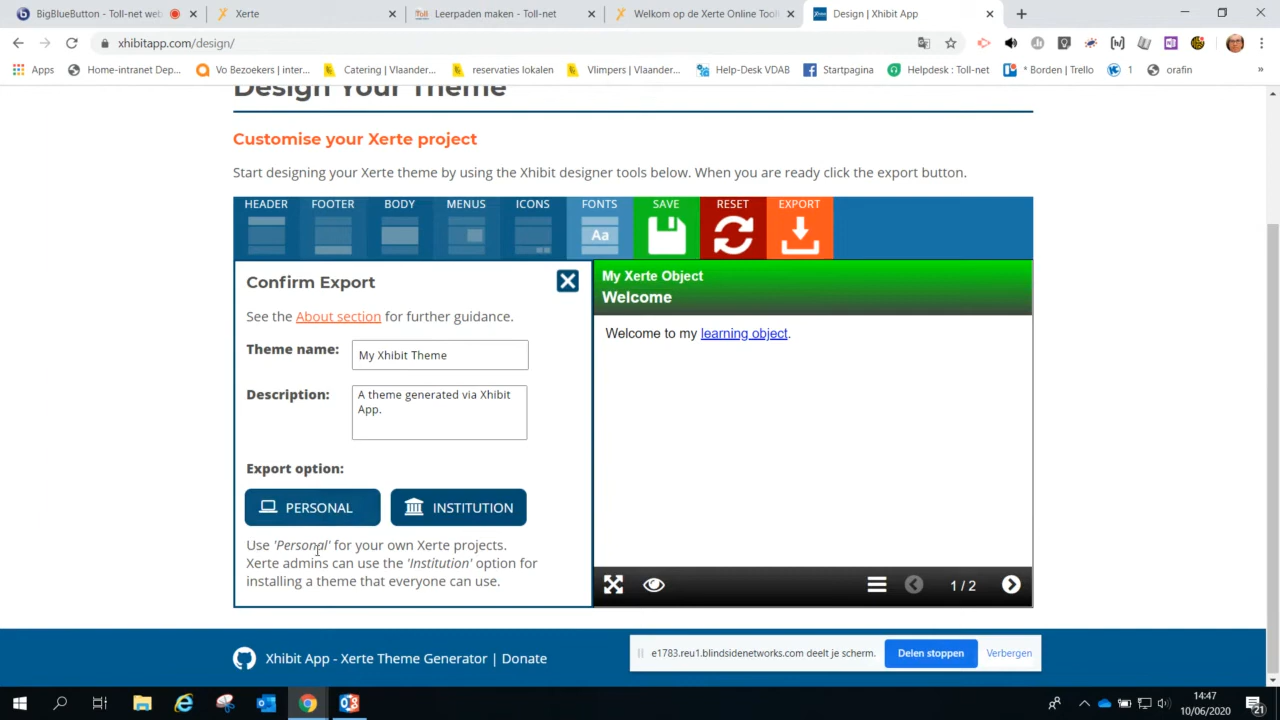 BigBlueButton - Toll-net web
Xerte
Leerpaden maken - Toll-net
Welkom op de Xerte Online Tool
Design | Xhibit App
xhibitapp.com/design/
Apps
Home-intranet Dep...
Vo Bezoekers | inter...
Catering | Vlaander...
reservaties lokalen
Vlimpers | Vlaander...
Help-Desk VDAB
Startpagina
Helpdesk : Toll-net
* Borden | Trello
1
orafin
»
Design Your Theme
Customise your Xerte project
Start designing your Xerte theme by using the Xhibit designer tools below. When you are ready click the export button.
HEADER FOOTER BODY MENUS ICONS FONTS SAVE RESET EXPORT
Aa
Confirm Export
See the About section for further guidance.
Theme name: My Xhibit Theme
Description: A theme generated via Xhibit
App.
Export option:
PERSONAL INSTITUTION
Use 'Personal' for your own Xerte projects.
Xerte admins can use the 'Institution' option for
installing a theme that everyone can use.
My Xerte Object
Welcome
Welcome to my learning object.
1 / 2
Xhibit App - Xerte Theme Generator | Donate
e1783.reu1.blindsidenetworks.com deelt je scherm. Delen stoppen Verbergen
14:47
10/06/2020
21